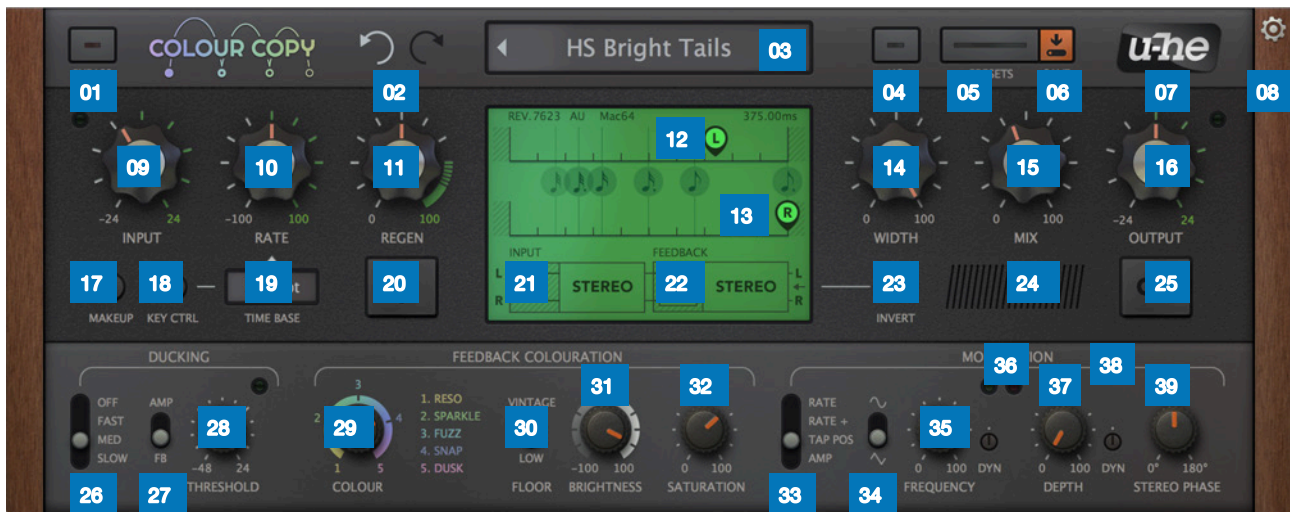 COLOUR COPY
HS Bright Tails
03
u-he
01
02
04
05
06
07
08
REV.7623 AU Mac64 375.00ms
12
L
09
10
11
14
15
16
13
R
-24 24
-100 100
0 100
0 100
0 100
-24 24
INPUT
RATE
REGEN
WIDTH
MIX
OUTPUT
INPUT
FEEDBACK
17
18
19
20
21
L
R
STEREO
22
STEREO
L
R
23
24
25
MAKEUP
KEY CTRL
TIME BASE
INVERT
DUCKING
FEEDBACK COLOURATION
36
38
OFF
FAST
MED
SLOW
AMP
FB
28
-48 24
THRESHOLD
26
27
1 2 3 4 5
29
COLOUR
1. RESO
2. SPARKLE
3. FUZZ
4. SNAP
5. DUSK
VINTAGE
30
LOW
FLOOR
31
-100 100
BRIGHTNESS
32
0 100
SATURATION
RATE
RATE +
TAP POS
AMP
33
34
35
0 100
FREQUENCY
DYN
37
0 100
DEPTH
DYN
39
0° 180°
STEREO PHASE